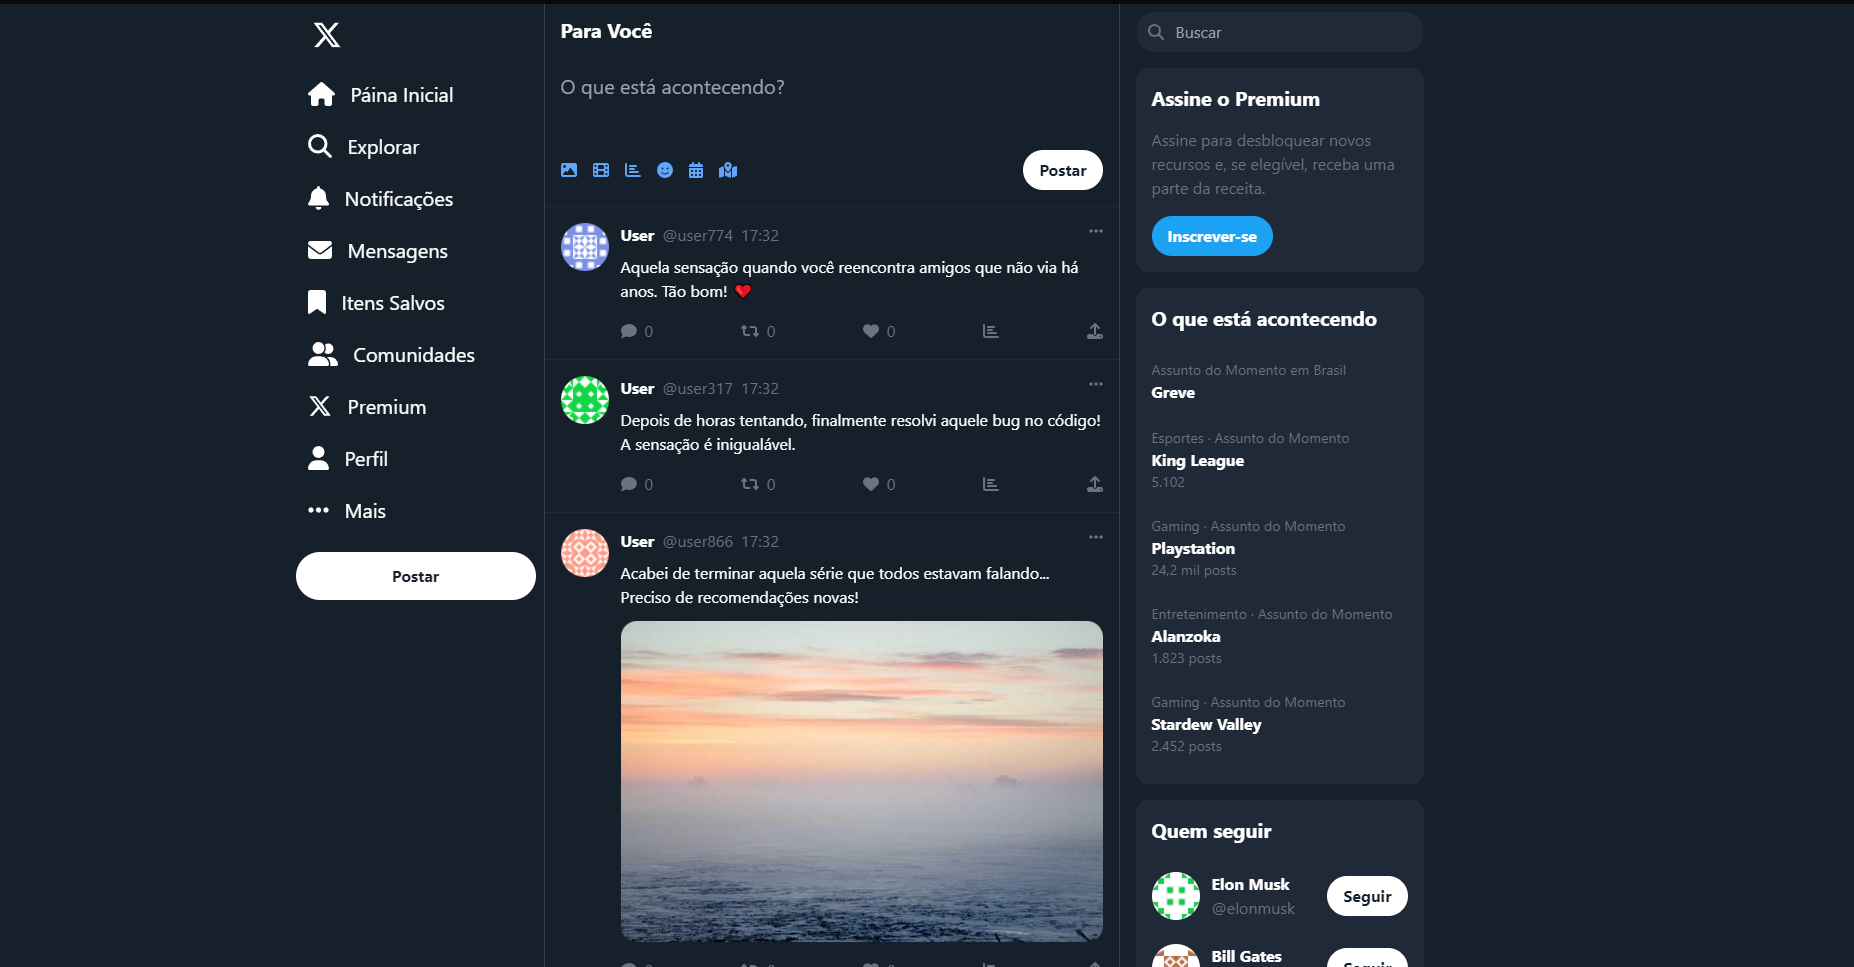 Páina Inicial
Explorar
Notificações
Mensagens
Itens Salvos
Comunidades
Premium
Perfil
Mais
Postar
Para Você
O que está acontecendo?
Postar
User @user774 17:32
Aquela sensação quando você reencontra amigos que não via há
anos. Tão bom! ❤️
0 0 0
User @user317 17:32
Depois de horas tentando, finalmente resolvi aquele bug no código!
A sensação é inigualável.
0 0 0
User @user866 17:32
Acabei de terminar aquela série que todos estavam falando...
Preciso de recomendações novas!
Buscar
Assine o Premium
Assine para desbloquear novos
recursos e, se elegível, receba uma
parte da receita.
Inscrever-se
O que está acontecendo
Assunto do Momento em Brasil
Greve
Esportes · Assunto do Momento
King League
5.102
Gaming · Assunto do Momento
Playstation
24,2 mil posts
Entretenimento · Assunto do Momento
Alanzoka
1.823 posts
Gaming · Assunto do Momento
Stardew Valley
2.452 posts
Quem seguir
Elon Musk
@elonmusk
Seguir
Bill Gates